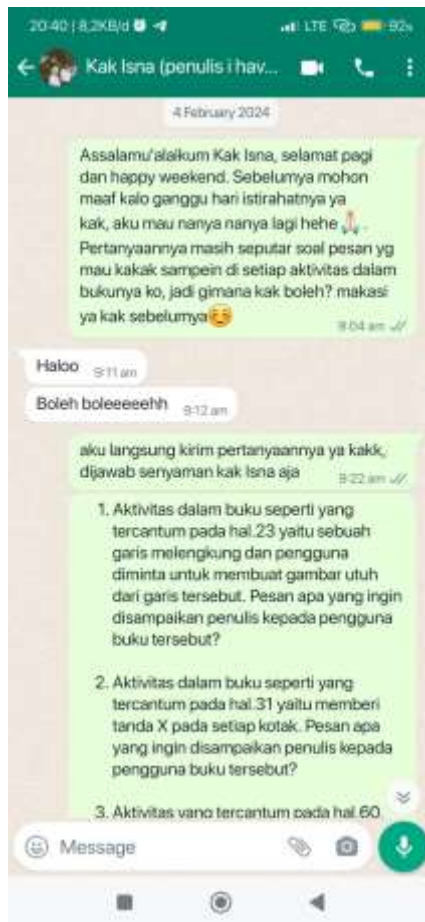 20:40 | 8,2KB/d
LTE 92%
Kak Isna (penulis i hav...
4 February 2024
Assalamu'alaikum Kak Isna, selamat pagi
dan happy weekend. Sebelumya mohon
maaf kalo ganggu hari istirahatnya ya
kak, aku mau nanya nanya lagi hehe🙏🏻.
Pertanyaannya masih seputar soal pesan yg
mau kakak sampein di setiap aktivitas dalam
bukunya ko, jadi gimana kak boleh? makasi
ya kak sebelumya☺️
9:04 am
Haloo 9:11 am
Boleh boleeeeehh 9:12 am
aku langsung kirim pertanyaannya ya kakk,
dijawab senyaman kak Isna aja 9:22 am
1. Aktivitas dalam buku seperti yang
tercantum pada hal.23 yaitu sebuah
garis melengkung dan pengguna
diminta untuk membuat gambar utuh
dari garis tersebut. Pesan apa yang ingin
disampaikan penulis kepada pengguna
buku tersebut?
2. Aktivitas dalam buku seperti yang
tercantum pada hal.31 yaitu memberi
tanda X pada setiap kotak. Pesan apa
yang ingin disampaikan penulis kepada
pengguna buku tersebut?
3. Aktivitas yang tercantum pada hal.60
Message